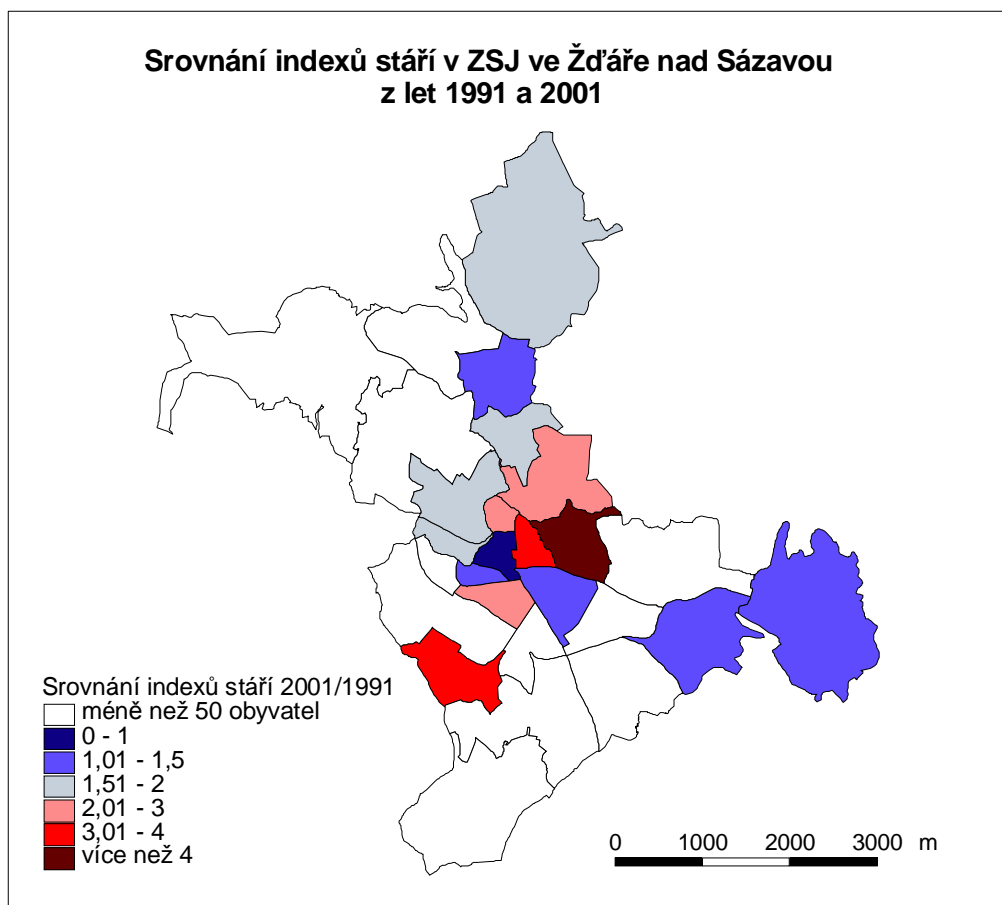 Srovnání indexů stáří v ZSJ ve Žďáře nad Sázavou
z let 1991 a 2001
Srovnání indexů stáří 2001/1991
méně než 50 obyvatel
0 - 1
1,01 - 1,5
1,51 - 2
2,01 - 3
3,01 - 4
více než 4
0 1000 2000 3000 m